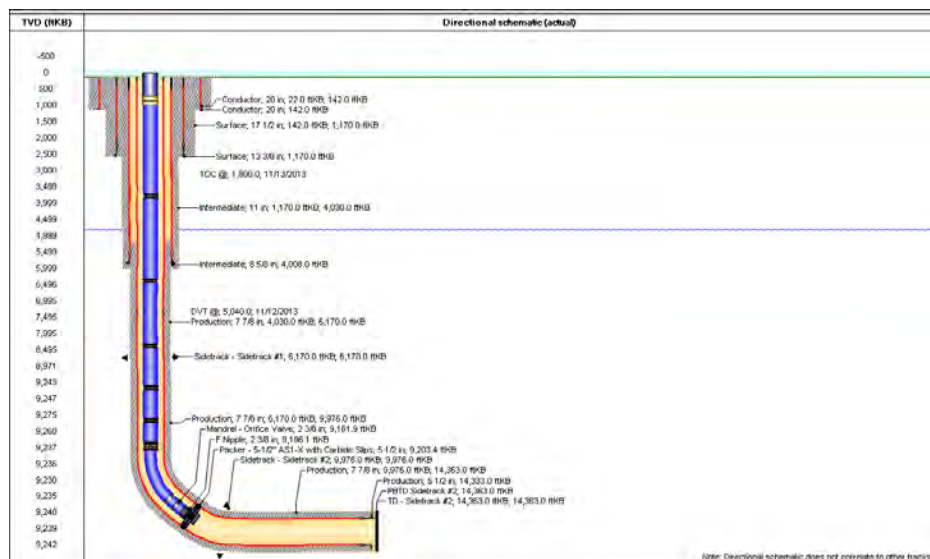 TVD (ftKB)
Directional schematic (actual)
-500
0
500
1,000
1,500
2,000
2,500
3,000
3,499
3,999
4,499
4,999
5,499
5,999
6,496
6,995
7,495
7,995
8,495
8,971
9,243
9,247
9,275
9,260
9,237
9,236
9,230
9,235
9,240
9,239
9,242
Conductor; 20 in; 22.0 ftKB; 142.0 ftKB
Conductor; 20 in; 142.0 ftKB
Surface; 17 1/2 in; 142.0 ftKB; 1,170.0 ftKB
Surface; 13 3/8 in; 1,170.0 ftKB
TOC @; 1,800.0; 11/13/2013
Intermediate; 11 in; 1,170.0 ftKB; 4,030.0 ftKB
Intermediate; 8 5/8 in; 4,008.0 ftKB
DVT @; 5,040.0; 11/12/2013
Production; 7 7/8 in; 4,030.0 ftKB; 6,170.0 ftKB
Sidetrack - Sidetrack #1; 6,170.0 ftKB; 6,170.0 ftKB
Production; 7 7/8 in; 6,170.0 ftKB; 9,976.0 ftKB
Mandrel - Orifice Valve; 2 3/8 in; 9,161.9 ftKB
F Nipple; 2 3/8 in; 9,196.1 ftKB
Packer - 5-1/2" AS1-X with Carbide Slips; 5 1/2 in; 9,203.4 ftKB
Sidetrack - Sidetrack #2; 9,976.0 ftKB; 9,976.0 ftKB
Production; 7 7/8 in; 9,976.0 ftKB; 14,363.0 ftKB
Production; 5 1/2 in; 14,333.0 ftKB
PBTD Sidetrack #2; 14,363.0 ftKB
TD - Sidetrack #2; 14,363.0 ftKB; 14,363.0 ftKB
Note: Directional schematic does not correlate to other tracks